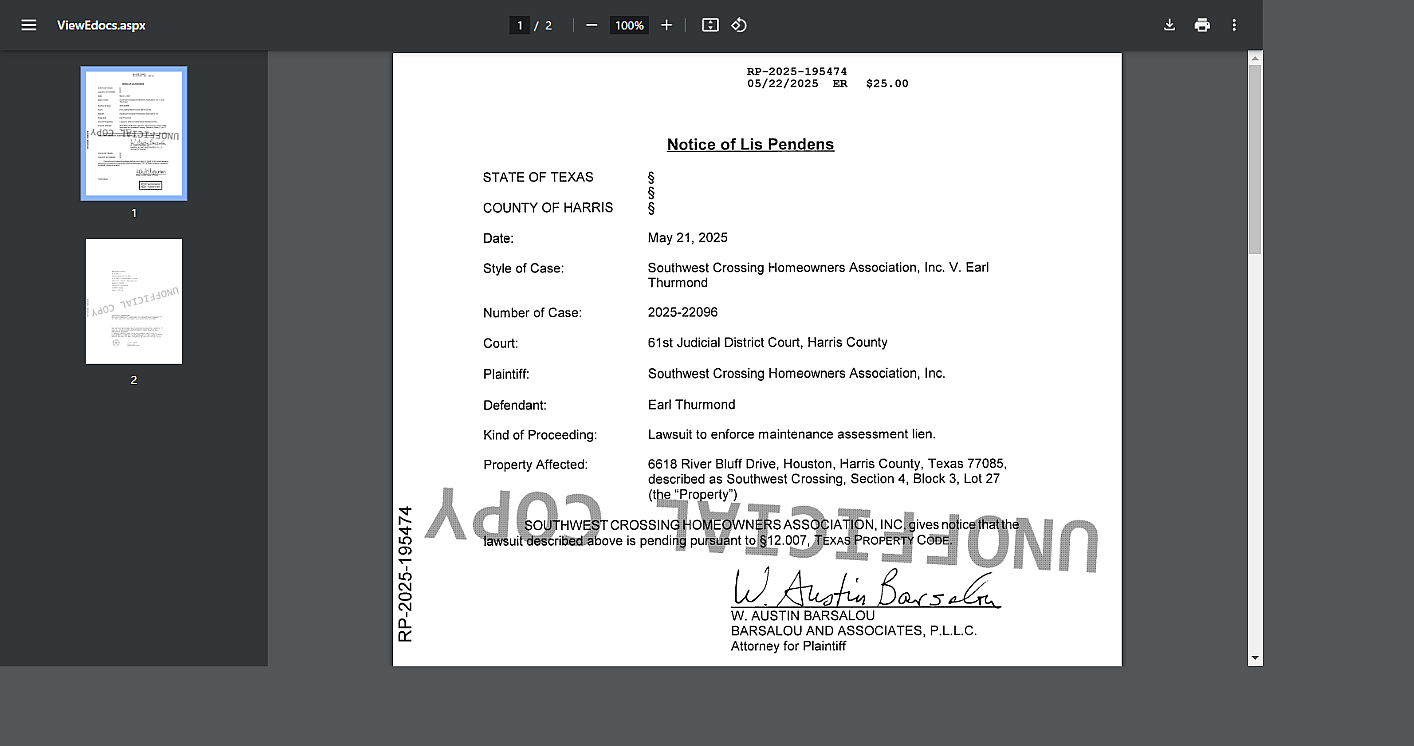 ViewEdocs.aspx
1 / 2
100%
1
2
RP-2025-195474
05/22/2025 ER $25.00
Notice of Lis Pendens
STATE OF TEXAS §
§
COUNTY OF HARRIS §
Date: May 21, 2025
Style of Case: Southwest Crossing Homeowners Association, Inc. V. Earl
Thurmond
Number of Case: 2025-22096
Court: 61st Judicial District Court, Harris County
Plaintiff: Southwest Crossing Homeowners Association, Inc.
Defendant: Earl Thurmond
Kind of Proceeding: Lawsuit to enforce maintenance assessment lien.
Property Affected: 6618 River Bluff Drive, Houston, Harris County, Texas 77085,
described as Southwest Crossing, Section 4, Block 3, Lot 27
(the “Property”)
SOUTHWEST CROSSING HOMEOWNERS ASSOCIATION, INC. gives notice that the
lawsuit described above is pending pursuant to §12.007, TEXAS PROPERTY CODE.
UNOFFICIAL COPY
W. Austin Barsalou
W. AUSTIN BARSALOU
BARSALOU AND ASSOCIATES, P.L.L.C.
Attorney for Plaintiff
RP-2025-195474
UNOFFICIAL COPY
UNOFFICIAL COPY